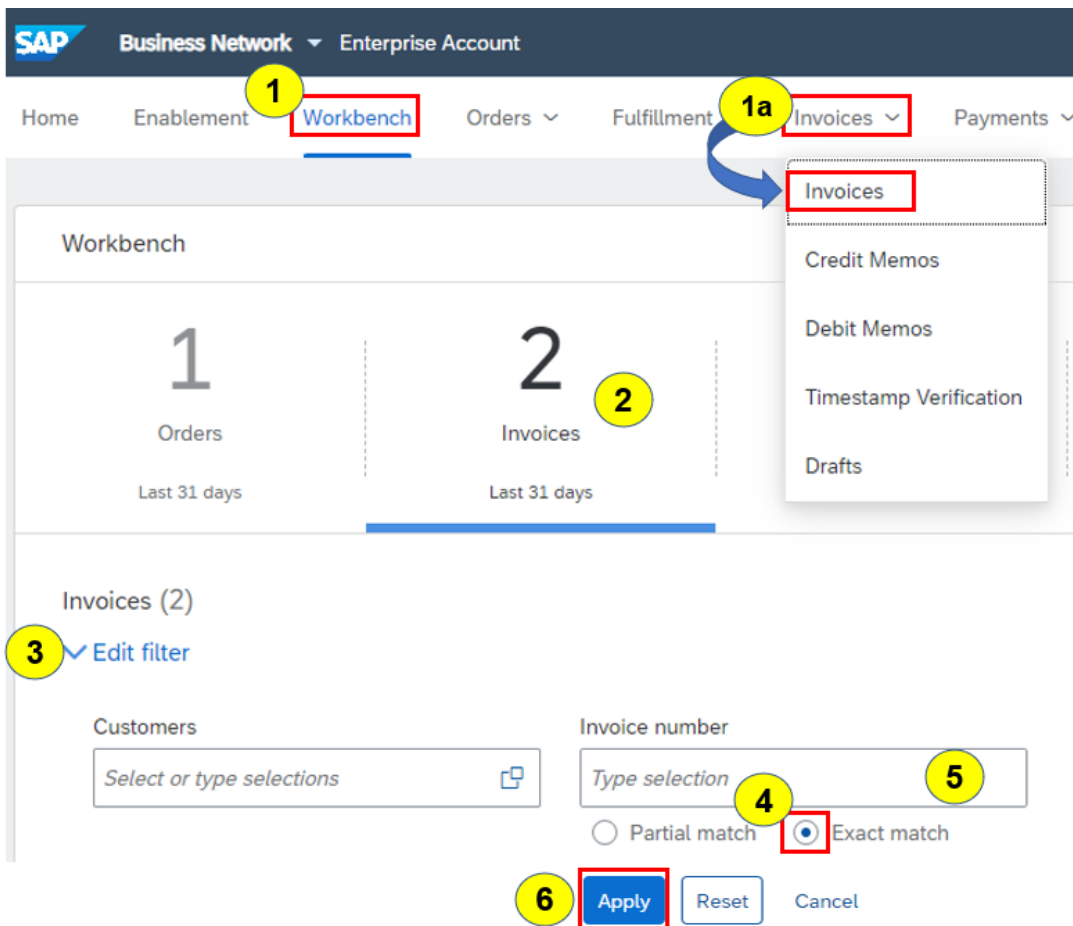 SAP Business Network Enterprise Account
1 1a
Home Enablement Workbench Orders Fulfillment Invoices Payments
Invoices
Workbench
Credit Memos
1 2
Debit Memos
2
Timestamp Verification
Orders Invoices
Drafts
Last 31 days Last 31 days
Invoices (2)
3 Edit filter
Customers Invoice number
Select or type selections Type selection 5
4
Partial match Exact match
6 Apply Reset Cancel